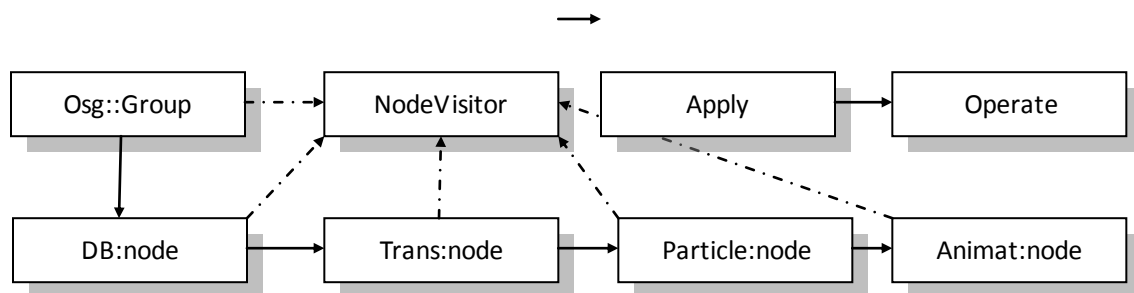 Osg::Group
NodeVisitor
Apply
Operate
DB:node
Trans:node
Particle:node
Animat:node